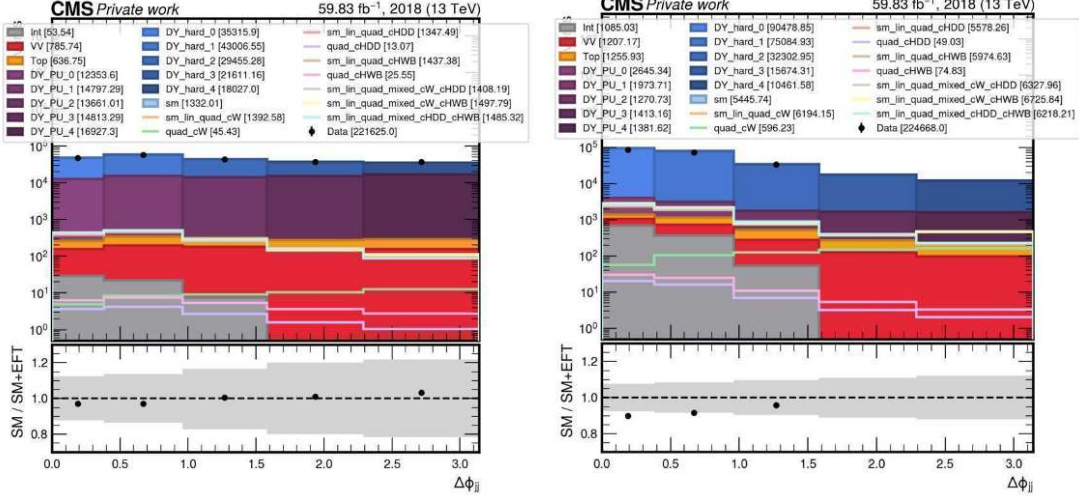 CMS Private work 59.83 fb⁻¹, 2018 (13 TeV)
Int [53.54]
VV [785.74]
Top [636.75]
DY_PU_0 [12353.6]
DY_PU_1 [14797.29]
DY_PU_2 [13661.01]
DY_PU_3 [14813.29]
DY_PU_4 [16927.3]
DY_hard_0 [35315.9]
DY_hard_1 [43006.55]
DY_hard_2 [29455.28]
DY_hard_3 [21611.16]
DY_hard_4 [18027.0]
sm [1332.01]
sm_lin_quad_cW [1392.58]
quad_cW [45.43]
sm_lin_quad_cHDD [1347.49]
quad_cHDD [13.07]
sm_lin_quad_cHWB [1437.38]
quad_cHWB [25.55]
sm_lin_quad_mixed_cW_cHDD [1408.19]
sm_lin_quad_mixed_cW_cHWB [1497.79]
sm_lin_quad_mixed_cHDD_cHWB [1485.32]
Data [221625.0]
10⁵
10⁴
10³
10²
10¹
10⁰
SM / SM+EFT
1.2
1.0
0.8
0.0 0.5 1.0 1.5 2.0 2.5 3.0
Δϕjj
CMS Private work 59.83 fb⁻¹, 2018 (13 TeV)
Int [1085.03]
VV [1207.17]
Top [1255.93]
DY_PU_0 [2645.34]
DY_PU_1 [1973.71]
DY_PU_2 [1270.73]
DY_PU_3 [1413.16]
DY_PU_4 [1381.62]
DY_hard_0 [90478.85]
DY_hard_1 [75084.93]
DY_hard_2 [32302.95]
DY_hard_3 [15674.31]
DY_hard_4 [10461.58]
sm [5445.74]
sm_lin_quad_cW [6194.15]
quad_cW [596.23]
sm_lin_quad_cHDD [5578.26]
quad_cHDD [49.03]
sm_lin_quad_cHWB [5974.63]
quad_cHWB [74.83]
sm_lin_quad_mixed_cW_cHDD [6327.96]
sm_lin_quad_mixed_cW_cHWB [6725.84]
sm_lin_quad_mixed_cHDD_cHWB [6218.21]
Data [224668.0]
10⁵
10⁴
10³
10²
10¹
10⁰
SM / SM+EFT
1.2
1.0
0.8
0.0 0.5 1.0 1.5 2.0 2.5 3.0
Δϕjj